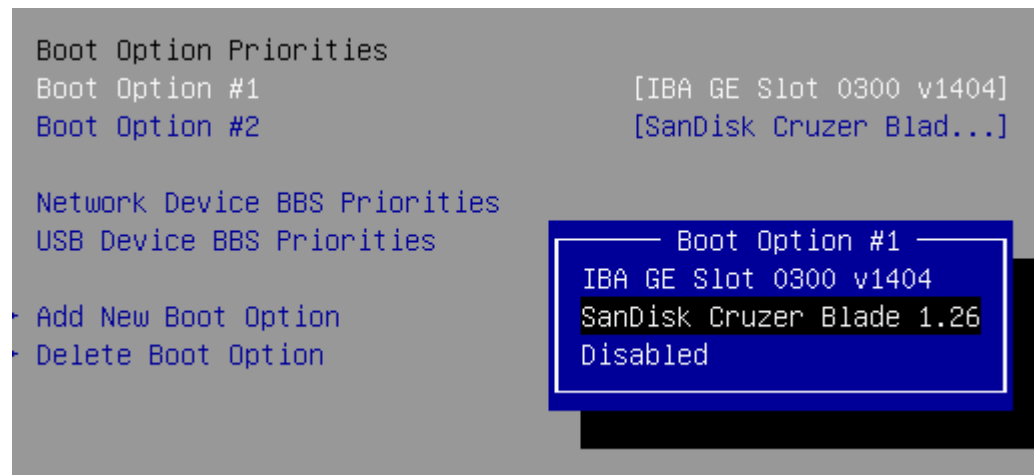 Boot Option Priorities
Boot Option #1 [IBA GE Slot 0300 v1404]
Boot Option #2 [SanDisk Cruzer Blad...]
Network Device BBS Priorities
USB Device BBS Priorities
Add New Boot Option
Delete Boot Option
Boot Option #1
IBA GE Slot 0300 v1404
SanDisk Cruzer Blade 1.26
Disabled